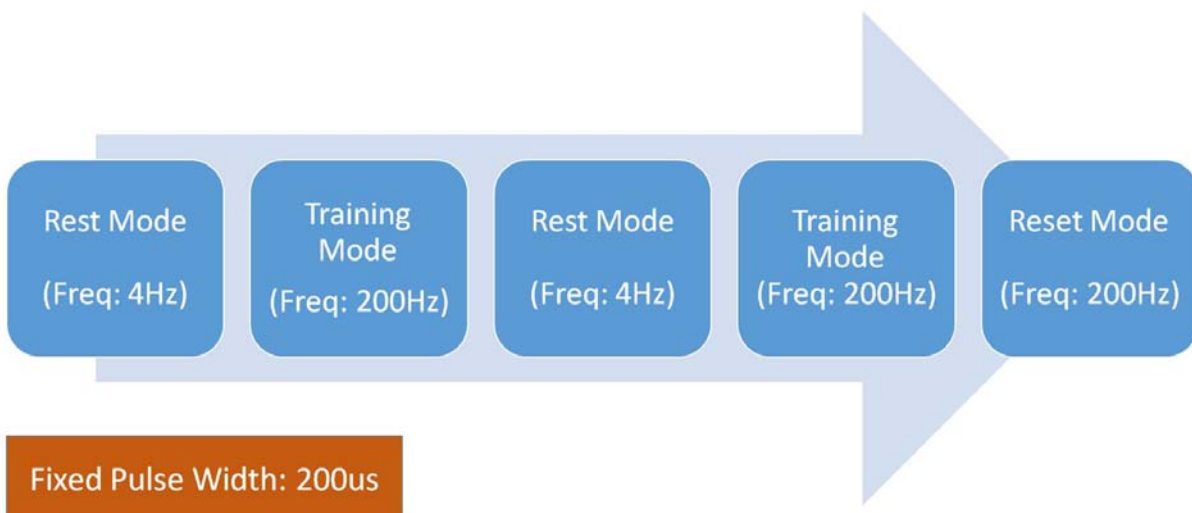 Rest Mode
(Freq: 4Hz)
Training
Mode
(Freq: 200Hz)
Rest Mode
(Freq: 4Hz)
Training
Mode
(Freq: 200Hz)
Reset Mode
(Freq: 200Hz)
Fixed Pulse Width: 200us